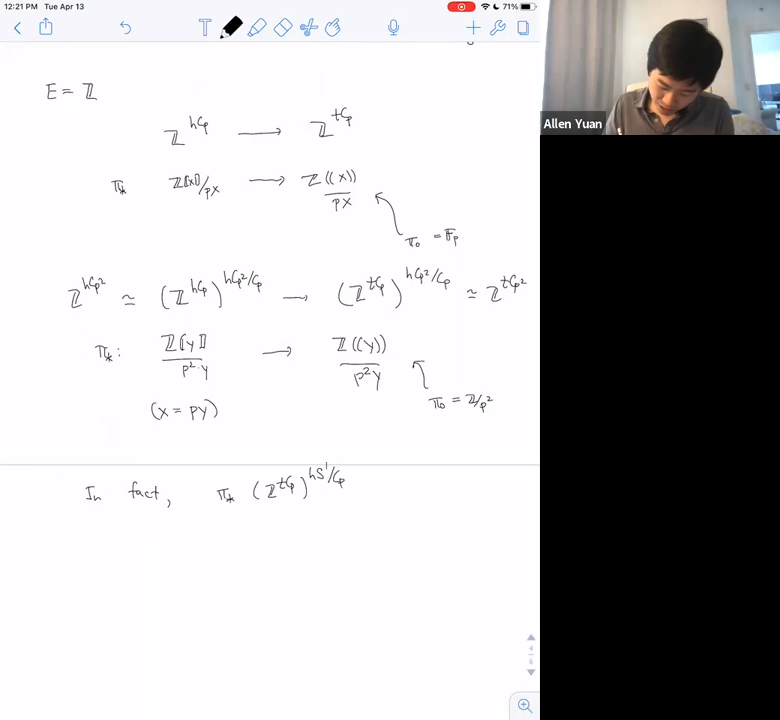 12:21 PM Tue Apr 13
71%
E = ℤ
ℤ^{hC_p} ⟶ ℤ^{tC_p}
π_* ℤ[[x]]/px ⟶ ℤ((x))/px
π_0 = 𝔽_p
ℤ^{hC_{p^2}} ≃ (ℤ^{hC_p})^{hC_{p^2}/C_p} ⟶ (ℤ^{tC_p})^{hC_{p^2}/C_p} ≃ ℤ^{tC_{p^2}}
π_*: ℤ[[y]]/p^2·y ⟶ ℤ((y))/p^2y
π_0 = ℤ/p^2
(x = py)
In fact, π_* (ℤ^{tC_p})^{hS^1/C_p}
Allen Yuan